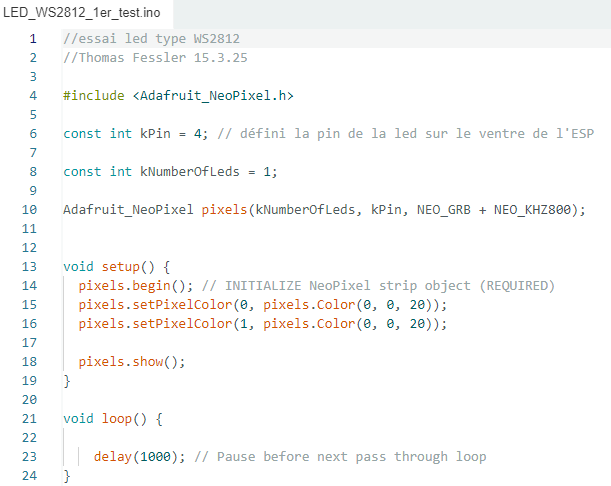 LED_WS2812_1er_test.ino
1 //essai led type WS2812
2 //Thomas Fessler 15.3.25
3
4 #include <Adafruit_NeoPixel.h>
5
6 const int kPin = 4; // défini la pin de la led sur le ventre de l'ESP
7
8 const int kNumberOfLeds = 1;
9
10 Adafruit_NeoPixel pixels(kNumberOfLeds, kPin, NEO_GRB + NEO_KHZ800);
11
12
13 void setup() {
14 pixels.begin(); // INITIALIZE NeoPixel strip object (REQUIRED)
15 pixels.setPixelColor(0, pixels.Color(0, 0, 20));
16 pixels.setPixelColor(1, pixels.Color(0, 0, 20));
17
18 pixels.show();
19 }
20
21 void loop() {
22
23 delay(1000); // Pause before next pass through loop
24 }